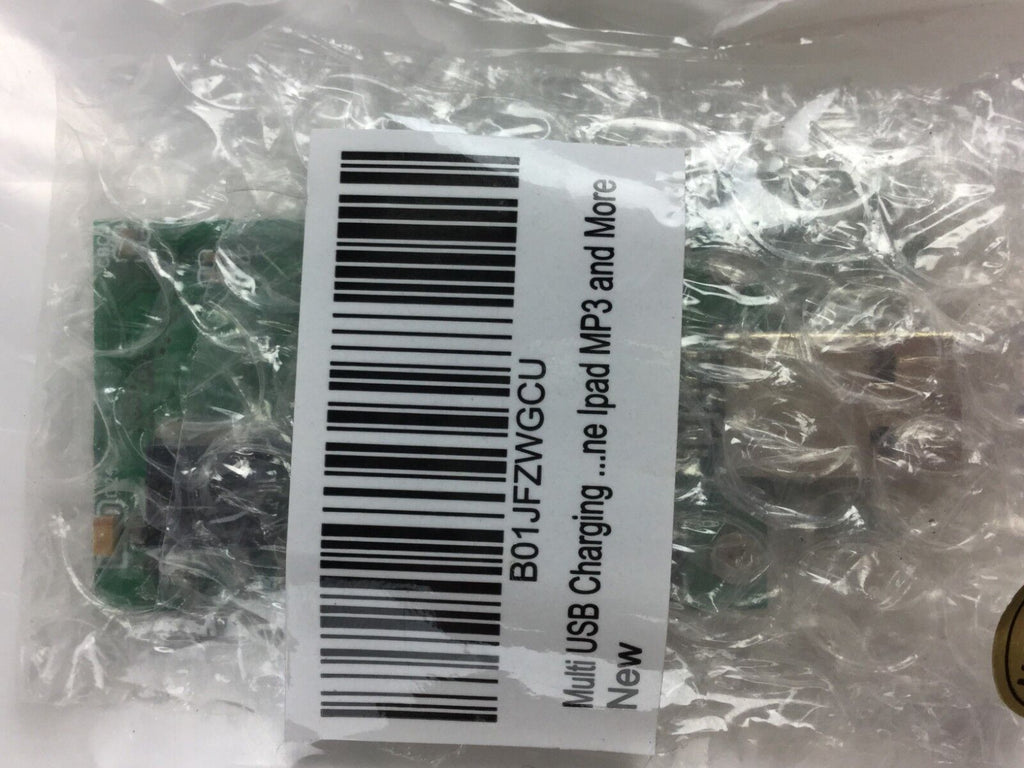 B01JFZWGCU
Multi USB Charging ...ne Ipad MP3 and More
New